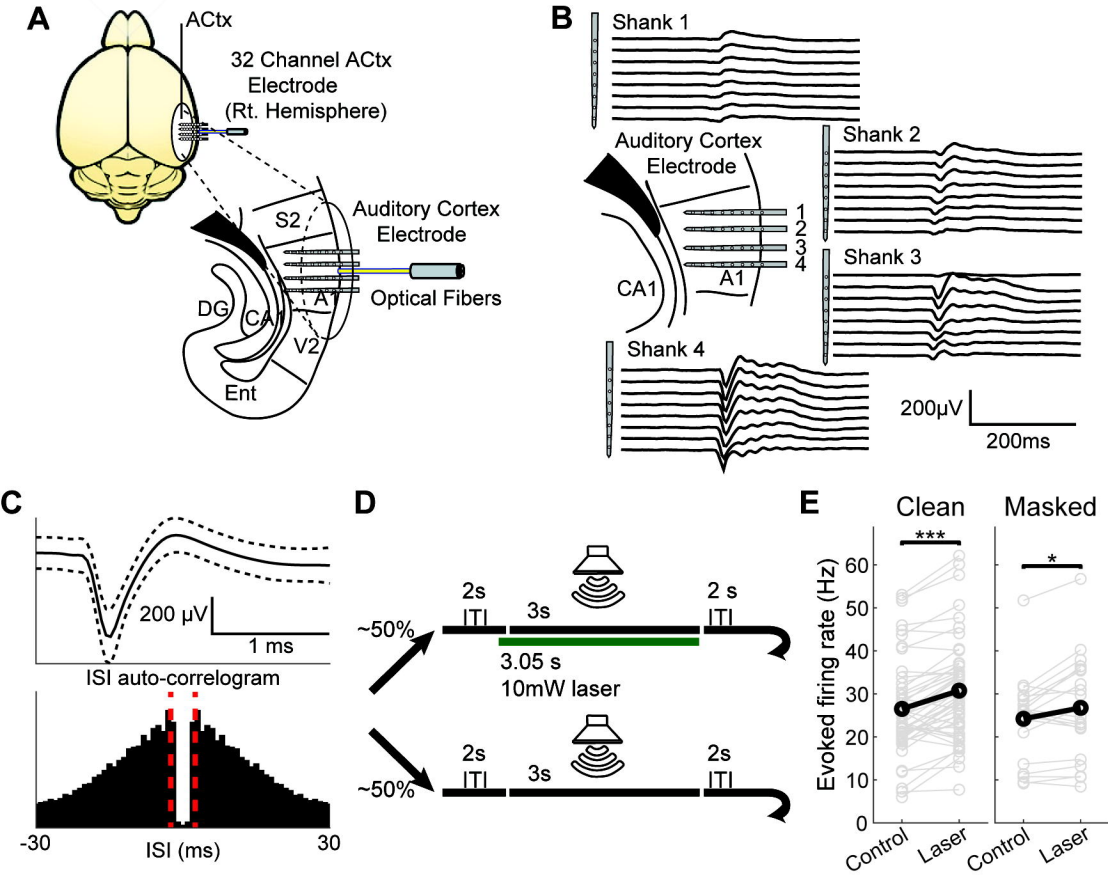 A
ACtx
32 Channel ACtx
Electrode
(Rt. Hemisphere)
S2
Auditory Cortex
Electrode
Optical Fibers
A1
DG
CA1
V2
Ent
B
Shank 1
Auditory Cortex
Electrode
1
2
3
4
CA1
A1
Shank 2
Shank 3
Shank 4
200μV
200ms
C
200 μV
1 ms
ISI auto-correlogram
-30
30
ISI (ms)
D
~50%
2s
ITI
3s
2 s
ITI
3.05 s
10mW laser
~50%
2s
ITI
3s
2s
ITI
E
Clean
Masked
***
*
Evoked firing rate (Hz)
60
50
40
30
20
10
0
Control
Laser
Control
Laser